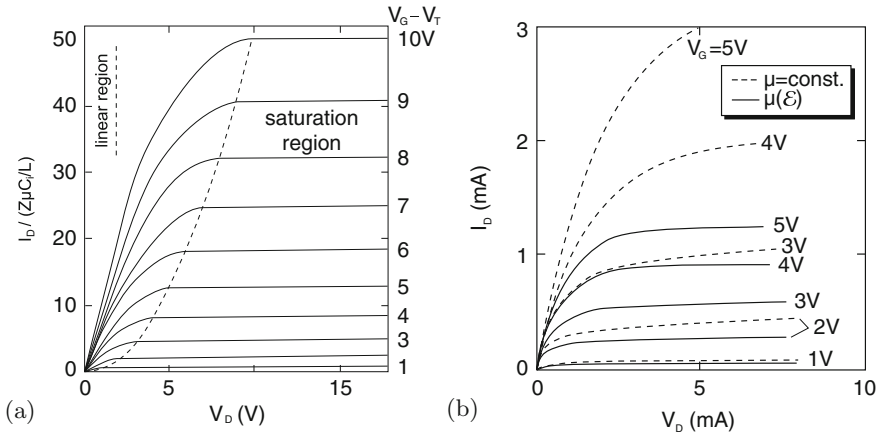 (a)
I_D / (ZμC_i/L)
50
40
30
20
10
0
0
5
10
15
V_D (V)
linear region
saturation
region
V_G – V_T
10V
9
8
7
6
5
4
3
1
(b)
I_D (mA)
3
2
1
0
0
5
10
V_D (mA)
V_G=5V
μ=const.
μ(ℰ)
4V
5V
3V
4V
3V
2V
1V